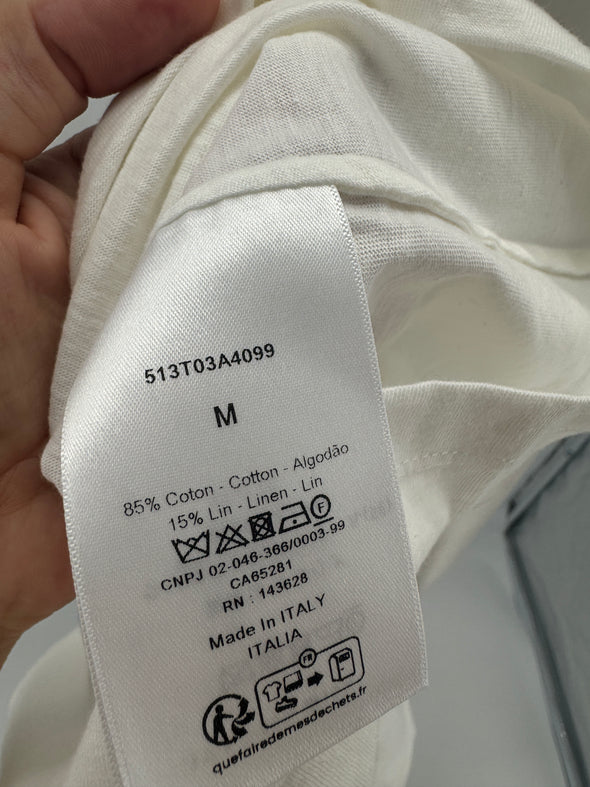 513T03A4099
M
85% Coton - Cotton - Algodão
15% Lin - Linen - Lin
F
CNPJ 02-046-366/0003-99
CA65281
RN : 143628
Made In ITALY
ITALIA
FR
quefairedemesdechets.fr